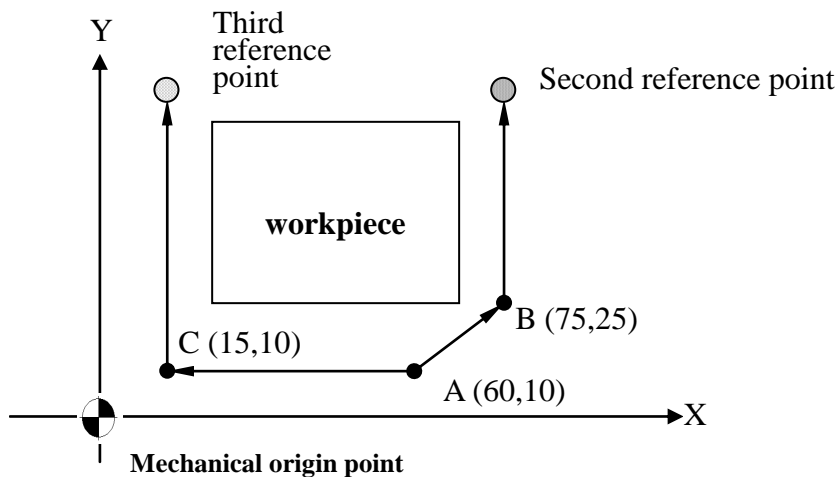 Y
Third
reference
point
Second reference point
workpiece
B (75,25)
C (15,10)
A (60,10)
X
Mechanical origin point